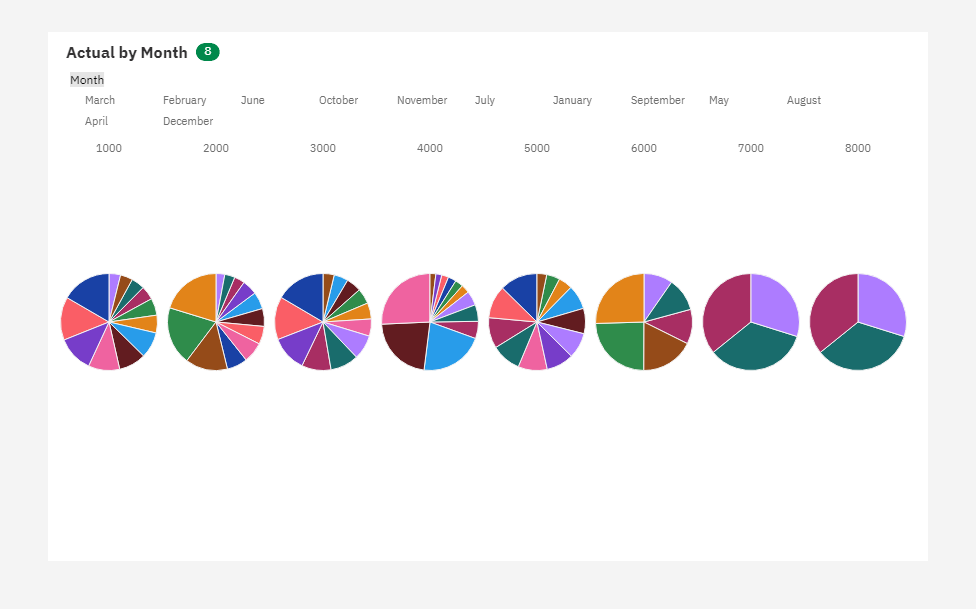 Actual by Month 8
Month
March February June October November July January September May August
April December
1000 2000 3000 4000 5000 6000 7000 8000